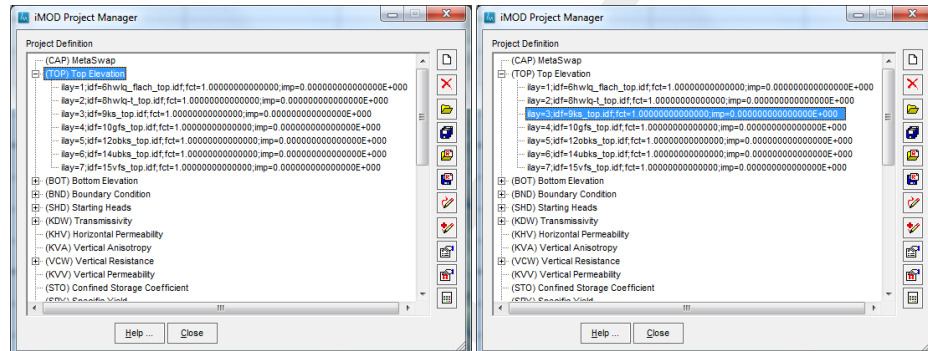 iMOD Project Manager
Project Definition
(CAP) MetaSwap
(TOP) Top Elevation
ilay=1;idf=6hwlq_flach_top.idf;fct=1.00000000000000;imp=0.000000000000000E+000
ilay=2;idf=8hwlq-t_top.idf;fct=1.00000000000000;imp=0.000000000000000E+000
ilay=3;idf=9ks_top.idf;fct=1.00000000000000;imp=0.000000000000000E+000
ilay=4;idf=10gfs_top.idf;fct=1.00000000000000;imp=0.000000000000000E+000
ilay=5;idf=12obks_top.idf;fct=1.00000000000000;imp=0.000000000000000E+000
ilay=6;idf=14ubks_top.idf;fct=1.00000000000000;imp=0.000000000000000E+000
ilay=7;idf=15vfs_top.idf;fct=1.00000000000000;imp=0.000000000000000E+000
(BOT) Bottom Elevation
(BND) Boundary Condition
(SHD) Starting Heads
(KDW) Transmissivity
(KHV) Horizontal Permeability
(KVA) Vertical Anisotropy
(VCW) Vertical Resistance
(KVV) Vertical Permeability
(STO) Confined Storage Coefficient
(SPY) Specific Yield
Help ...
Close
iMOD Project Manager
Project Definition
(CAP) MetaSwap
(TOP) Top Elevation
ilay=1;idf=6hwlq_flach_top.idf;fct=1.00000000000000;imp=0.000000000000000E+000
ilay=2;idf=8hwlq-t_top.idf;fct=1.00000000000000;imp=0.000000000000000E+000
ilay=3;idf=9ks_top.idf;fct=1.00000000000000;imp=0.000000000000000E+000
ilay=4;idf=10gfs_top.idf;fct=1.00000000000000;imp=0.000000000000000E+000
ilay=5;idf=12obks_top.idf;fct=1.00000000000000;imp=0.000000000000000E+000
ilay=6;idf=14ubks_top.idf;fct=1.00000000000000;imp=0.000000000000000E+000
ilay=7;idf=15vfs_top.idf;fct=1.00000000000000;imp=0.000000000000000E+000
(BOT) Bottom Elevation
(BND) Boundary Condition
(SHD) Starting Heads
(KDW) Transmissivity
(KHV) Horizontal Permeability
(KVA) Vertical Anisotropy
(VCW) Vertical Resistance
(KVV) Vertical Permeability
(STO) Confined Storage Coefficient
(SPY) Specific Yield
Help ...
Close